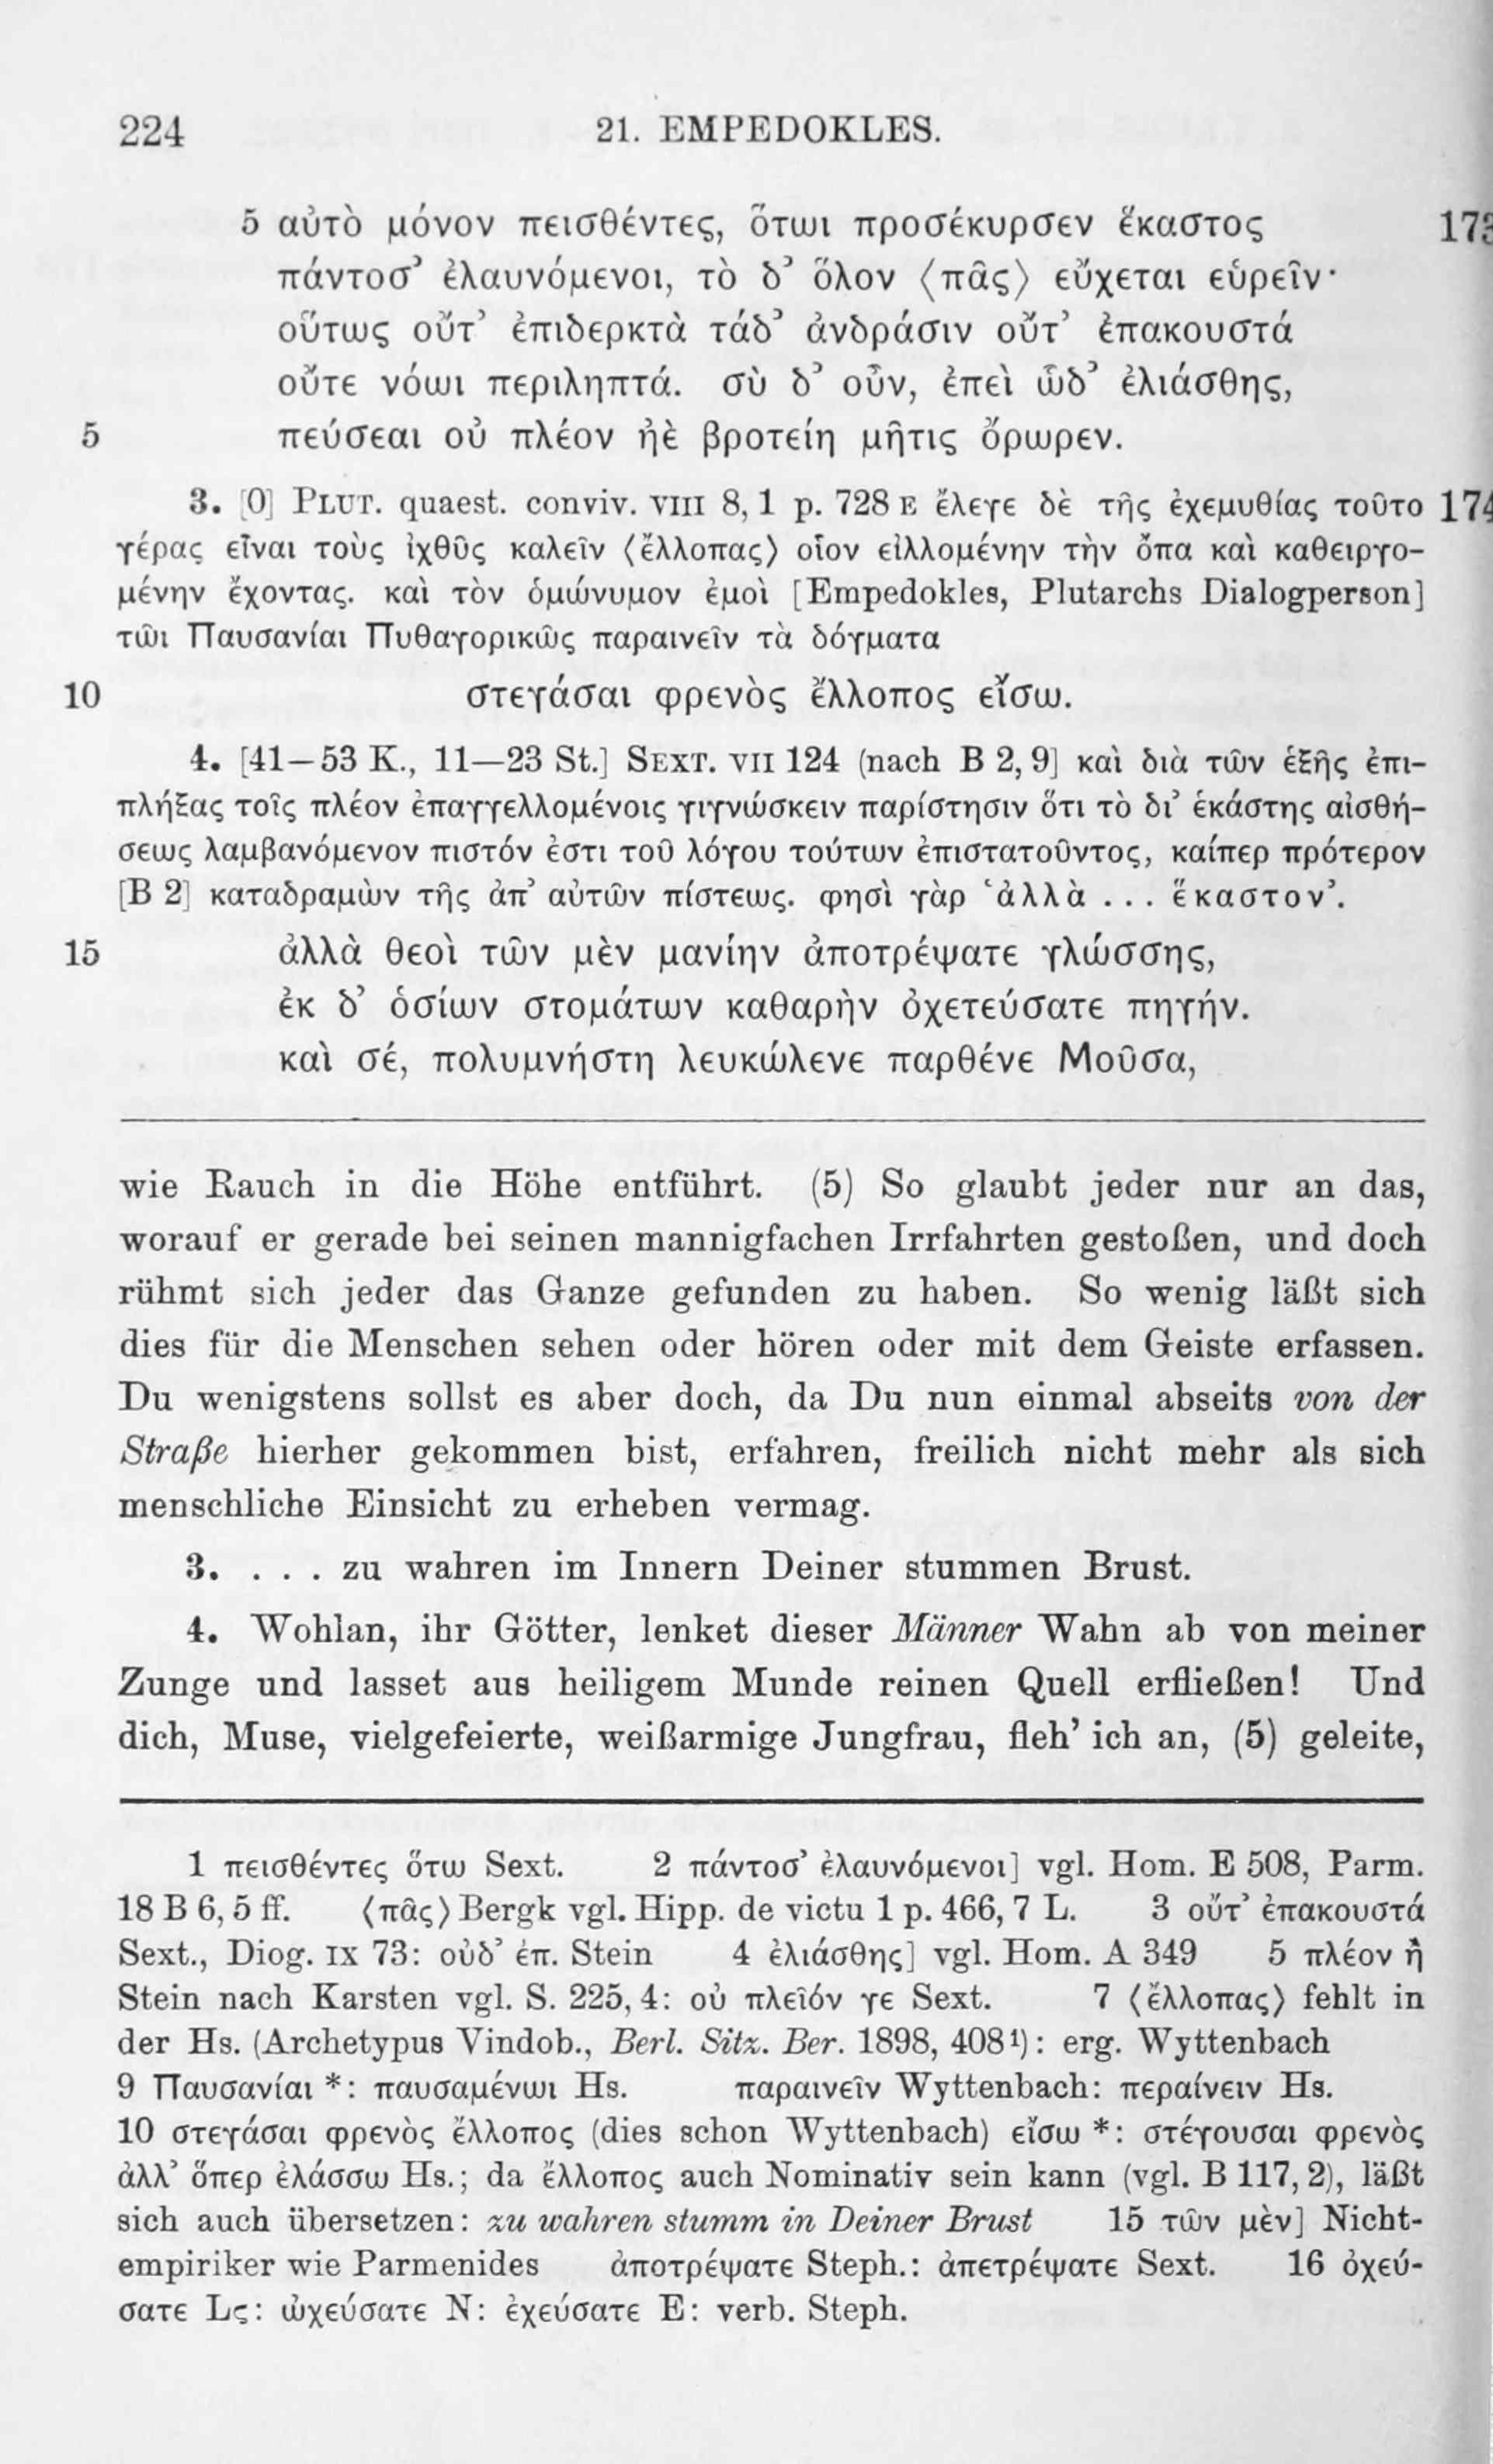 224 21. EMPEDOKLES.
5 αὐτὸ μόνον πεισθέντες, ὅτωι προσέκυρσεν ἕκαστος
πάντοσ’ ἐλαυνόμενοι, τὸ δ’ ὅλον ⟨πᾶς⟩ εὔχεται εὑρεῖν·
οὕτως οὔτ’ ἐπιδερκτὰ τάδ’ ἀνδράσιν οὔτ’ ἐπακουστά
οὔτε νόωι περιληπτά. σὺ δ’ οὖν, ἐπεὶ ὧδ’ ἐλιάσθης,
5 πεύσεαι οὐ πλέον ἠὲ βροτείη μῆτις ὄρωρεν.
3. [0] PLUT. quaest. conviv. VIII 8, 1 p. 728 E ἔλεγε δὲ τῆς ἐχεμυθίας τοῦτο 174
γέρας εἶναι τοὺς ἰχθῦς καλεῖν ⟨ἔλλοπας⟩ οἷον εἰλλομένην τὴν ὄπα καὶ καθειργο-
μένην ἔχοντας. καὶ τὸν ὁμώνυμον ἐμοὶ [Empedokles, Plutarchs Dialogperson]
τῶι Παυσανίαι Πυθαγορικῶς παραινεῖν τὰ δόγματα
10 στεγάσαι φρενὸς ἔλλοπος εἴσω.
4. [41—53 K., 11—23 St.] SEXT. VII 124 (nach B 2, 9] καὶ διὰ τῶν ἑξῆς ἐπι-
πλήξας τοῖς πλέον ἐπαγγελλομένοις γιγνώσκειν παρίστησιν ὅτι τὸ δι’ ἑκάστης αἰσθή-
σεως λαμβανόμενον πιστόν ἐστι τοῦ λόγου τούτων ἐπιστατοῦντος, καίπερ πρότερον
[B 2] καταδραμὼν τῆς ἀπ’ αὐτῶν πίστεως. φησὶ γὰρ ‘ἀλλὰ ... ἕκαστον’.
15 ἀλλὰ θεοὶ τῶν μὲν μανίην ἀποτρέψατε γλώσσης,
ἐκ δ’ ὁσίων στομάτων καθαρὴν ὀχετεύσατε πηγήν.
καὶ σέ, πολυμνήστη λευκώλενε παρθένε Μοῦσα,
wie Rauch in die Höhe entführt. (5) So glaubt jeder nur an das,
worauf er gerade bei seinen mannigfachen Irrfahrten gestoßen, und doch
rühmt sich jeder das Ganze gefunden zu haben. So wenig läßt sich
dies für die Menschen sehen oder hören oder mit dem Geiste erfassen.
Du wenigstens sollst es aber doch, da Du nun einmal abseits von der
Straße hierher gekommen bist, erfahren, freilich nicht mehr als sich
menschliche Einsicht zu erheben vermag.
3. . . . zu wahren im Innern Deiner stummen Brust.
4. Wohlan, ihr Götter, lenket dieser Männer Wahn ab von meiner
Zunge und lasset aus heiligem Munde reinen Quell erfließen! Und
dich, Muse, vielgefeierte, weißarmige Jungfrau, fleh’ ich an, (5) geleite,
1 πεισθέντες ὅτω Sext. 2 πάντοσ’ ἐλαυνόμενοι] vgl. Hom. E 508, Parm.
18 B 6, 5 ff. ⟨πᾶς⟩ Bergk vgl. Hipp. de victu 1 p. 466, 7 L. 3 οὔτ’ ἐπακουστά
Sext., Diog. IX 73: οὐδ’ ἐπ. Stein 4 ἐλιάσθης] vgl. Hom. A 349 5 πλέον ἢ
Stein nach Karsten vgl. S. 225, 4: οὐ πλεῖόν γε Sext. 7 ⟨ἔλλοπας⟩ fehlt in
der Hs. (Archetypus Vindob., Berl. Sitz. Ber. 1898, 408¹): erg. Wyttenbach
9 Παυσανίαι *: παυσαμένωι Hs. παραινεῖν Wyttenbach: περαίνειν Hs.
10 στεγάσαι φρενὸς ἔλλοπος (dies schon Wyttenbach) εἴσω *: στέγουσαι φρενὸς
ἀλλ’ ὅπερ ἐλάσσω Hs.; da ἔλλοπος auch Nominativ sein kann (vgl. B 117, 2), läßt
sich auch übersetzen: zu wahren stumm in Deiner Brust 15 τῶν μὲν] Nicht-
empiriker wie Parmenides ἀποτρέψατε Steph.: ἀπετρέψατε Sext. 16 ὀχεύ-
σατε Lς: ὠχεύσατε N: ἐχεύσατε E: verb. Steph.